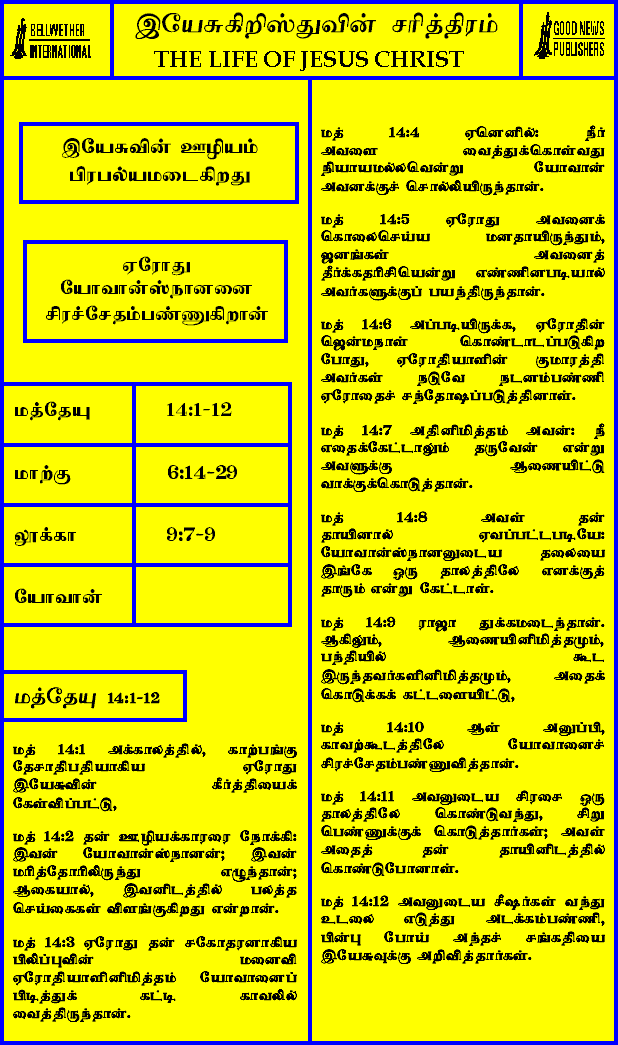 BELLWETHER
INTERNATIONAL
இயேசுகிறிஸ்துவின் சரித்திரம்
THE LIFE OF JESUS CHRIST
GOOD NEWS
PUBLISHERS
இயேசுவின் ஊழியம்
பிரபல்யமடைகிறது
ஏரோது
யோவான்ஸ்நானனை
சிரச்சேதம்பண்ணுகிறான்
மத்தேயு 14:1-12
மாற்கு 6:14-29
லூக்கா 9:7-9
யோவான்
மத்தேயு 14:1-12
மத் 14:1 அக்காலத்தில், காற்பங்கு
தேசாதிபதியாகிய ஏரோது
இயேசுவின் கீர்த்தியைக்
கேள்விப்பட்டு,
மத் 14:2 தன் ஊழியக்காரரை நோக்கி:
இவன் யோவான்ஸ்நானன்; இவன்
மரித்தோரிலிருந்து எழுந்தான்;
ஆகையால், இவனிடத்தில் பலத்த
செய்கைகள் விளங்குகிறது என்றான்.
மத் 14:3 ஏரோது தன் சகோதரனாகிய
பிலிப்புவின் மனைவி
ஏரோதியாளினிமித்தம் யோவானைப்
பிடித்துக் கட்டி காவலில்
வைத்திருந்தான்.
மத் 14:4 ஏனெனில்: நீர்
அவளை வைத்துக்கொள்வது
நியாயமல்லவென்று யோவான்
அவனக்குச் சொல்லியிருந்தான்.
மத் 14:5 ஏரோது அவனைக்
கொலைசெய்ய மனதாயிருந்தும்,
ஜனங்கள் அவனைத்
தீர்க்கதரிசியென்று எண்ணினபடியால்
அவர்களுக்குப் பயந்திருந்தான்.
மத் 14:6 அப்படியிருக்க, ஏரோதின்
ஜென்மநாள் கொண்டாடப்படுகிற
போது, ஏரோதியாளின் குமாரத்தி
அவர்கள் நடுவே நடனம்பண்ணி
ஏரோதைச் சந்தோஷப்படுத்தினாள்.
மத் 14:7 அதினிமித்தம் அவன்: நீ
எதைக்கேட்டாலும் தருவேன் என்று
அவளுக்கு ஆணையிட்டு
வாக்குக்கொடுத்தான்.
மத் 14:8 அவள் தன்
தாயினால் ஏவப்பட்டபடியே:
யோவான்ஸ்நானனுடைய தலையை
இங்கே ஒரு தாலத்திலே எனக்குத்
தாரும் என்று கேட்டாள்.
மத் 14:9 ராஜா துக்கமடைந்தான்.
ஆகிலும், ஆணையினிமித்தமும்,
பந்தியில் கூட
இருந்தவர்களினிமித்தமும், அதைக்
கொடுக்கக் கட்டளையிட்டு,
மத் 14:10 ஆள் அனுப்பி,
காவற்கூடத்திலே யோவானைச்
சிரச்சேதம்பண்ணுவித்தான்.
மத் 14:11 அவனுடைய சிரசை ஒரு
தாலத்திலே கொண்டுவந்து, சிறு
பெண்ணுக்குக் கொடுத்தார்கள்; அவள்
அதைத் தன் தாயினிடத்தில்
கொண்டுபோனாள்.
மத் 14:12 அவனுடைய சீஷர்கள் வந்து
உடலை எடுத்து அடக்கம்பண்ணி,
பின்பு போய் அந்தச் சங்கதியை
இயேசுவுக்கு அறிவித்தார்கள்.